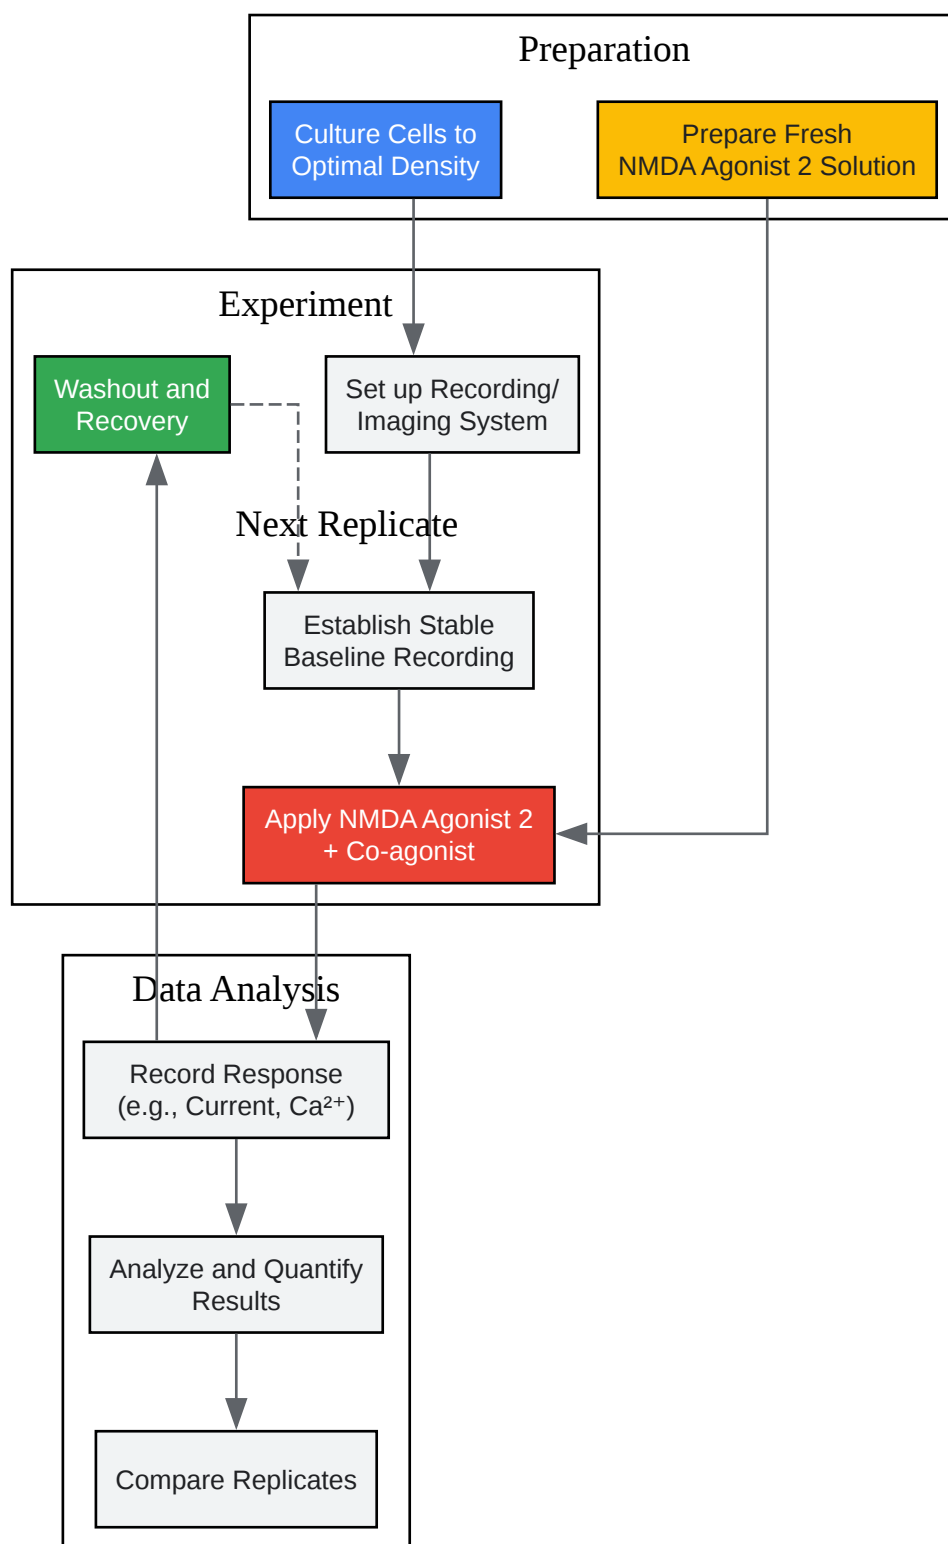 Preparation
Culture Cells to
Optimal Density
Prepare Fresh
NMDA Agonist 2 Solution
Experiment
Washout and
Recovery
Set up Recording/
Imaging System
Next Replicate
Establish Stable
Baseline Recording
Apply NMDA Agonist 2
+ Co-agonist
Data Analysis
Record Response
(e.g., Current, Ca²⁺)
Analyze and Quantify
Results
Compare Replicates